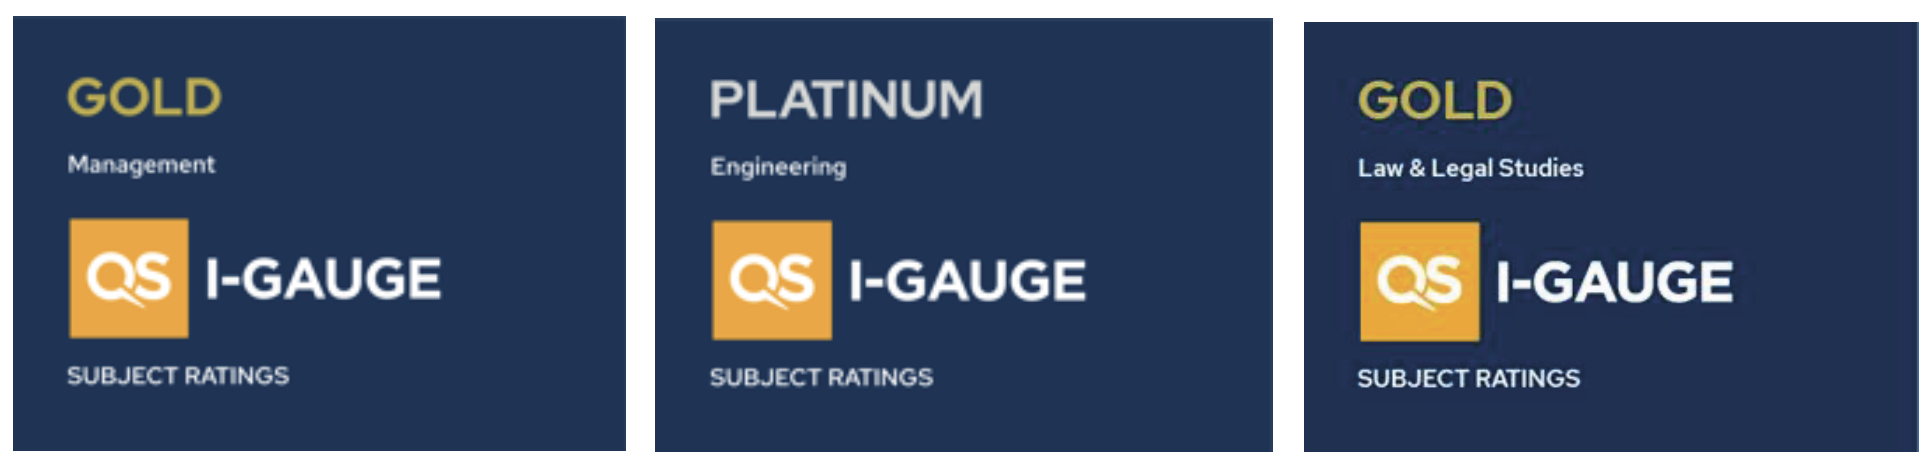 GOLD
Management
QS I-GAUGE
SUBJECT RATINGS
PLATINUM
Engineering
QS I-GAUGE
SUBJECT RATINGS
GOLD
Law & Legal Studies
QS I-GAUGE
SUBJECT RATINGS